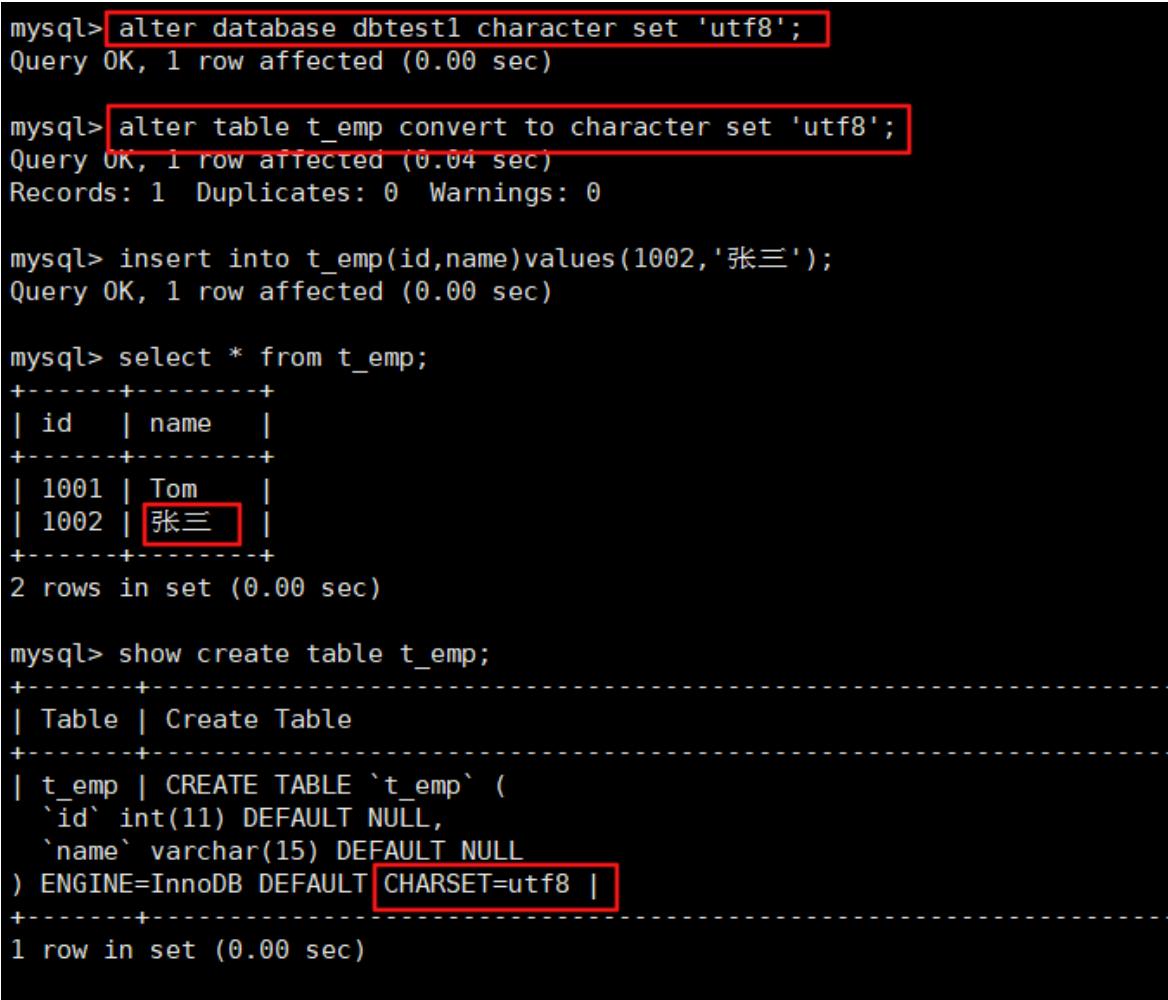 mysql> alter database dbtest1 character set 'utf8';
Query OK, 1 row affected (0.00 sec)
mysql> alter table t_emp convert to character set 'utf8';
Query OK, 1 row affected (0.04 sec)
Records: 1  Duplicates: 0  Warnings: 0
mysql> insert into t_emp(id,name)values(1002,'张三');
Query OK, 1 row affected (0.00 sec)
mysql> select * from t_emp;
+------+--------+
| id   | name   |
+------+--------+
| 1001 | Tom    |
| 1002 | 张三   |
+------+--------+
2 rows in set (0.00 sec)
mysql> show create table t_emp;
+-------+------------------------------------------------------------------
| Table | Create Table
+-------+------------------------------------------------------------------
| t_emp | CREATE TABLE `t_emp` (
  `id` int(11) DEFAULT NULL,
  `name` varchar(15) DEFAULT NULL
) ENGINE=InnoDB DEFAULT CHARSET=utf8 |
+-------+------------------------------------------------------------------
1 row in set (0.00 sec)